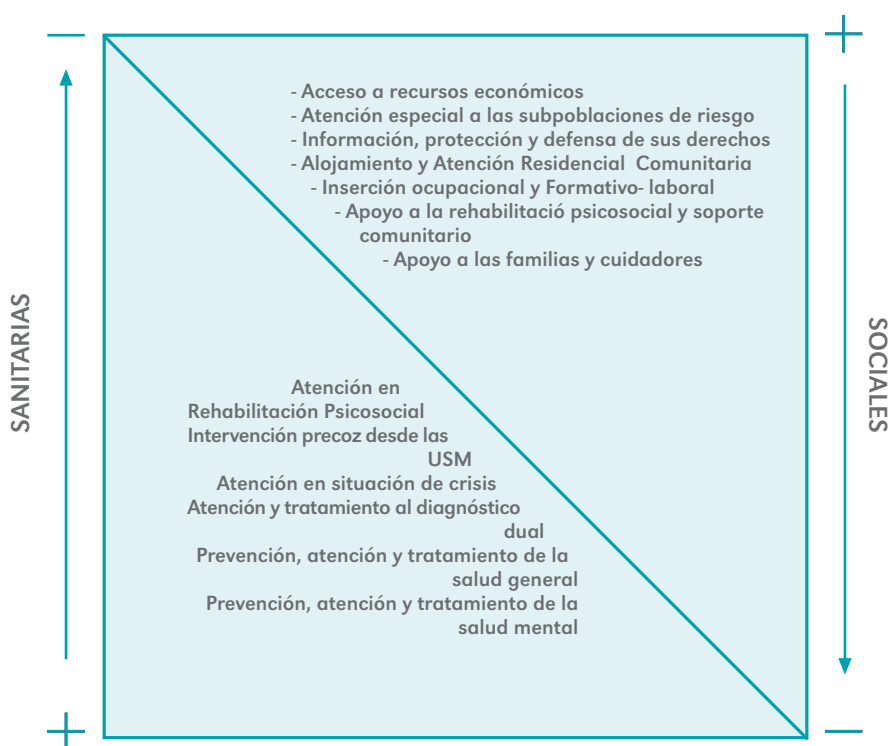 - Acceso a recursos económicos
- Atención especial a las subpoblaciones de riesgo
- Información, protección y defensa de sus derechos
- Alojamiento y Atención Residencial Comunitaria
- Inserción ocupacional y Formativo- laboral
- Apoyo a la rehabilitació psicosocial y soporte
comunitario
- Apoyo a las familias y cuidadores
SANITARIAS
SOCIALES
Atención en
Rehabilitación Psicosocial
Intervención precoz desde las
USM
Atención en situación de crisis
Atención y tratamiento al diagnóstico
dual
Prevención, atención y tratamiento de la
salud general
Prevención, atención y tratamiento de la
salud mental